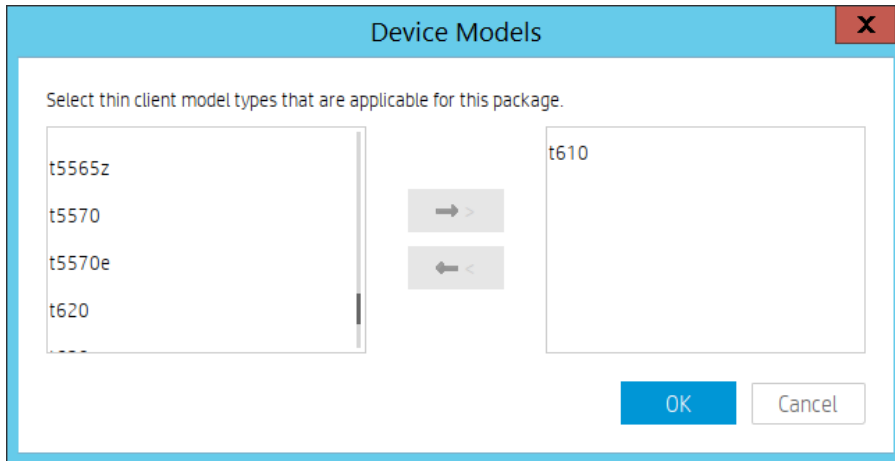 Device Models
X
Select thin client model types that are applicable for this package.
t5565z
t5570
t5570e
t620
t610
>
<
OK
Cancel